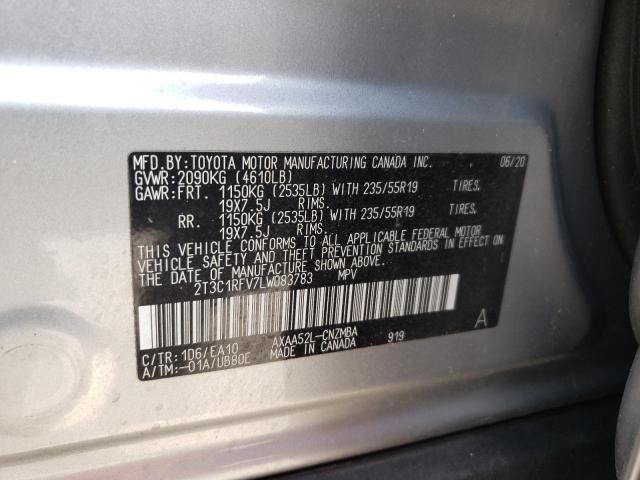 MFD. BY: TOYOTA MOTOR MANUFACTURING CANADA INC. 06/20
GVWR: 2090KG (4610LB)
GAWR: FRT. 1150KG (2535LB) WITH 235/55R19 TIRES.
19X7.5J RIMS.
RR. 1150KG (2535LB) WITH 235/55R19 TIRES.
19X7.5J RIMS.
THIS VEHICLE CONFORMS TO ALL APPLICABLE FEDERAL MOTOR
VEHICLE SAFETY AND THEFT PREVENTION STANDARDS IN EFFECT ON
THE DATE OF MANUFACTURE SHOWN ABOVE.
2T3C1RFV7LW083783 MPV
A
C/TR: 1D6/EA10 AXAA52L-CNZMBA 919
A/TM:-01A/UB80E MADE IN CANADA